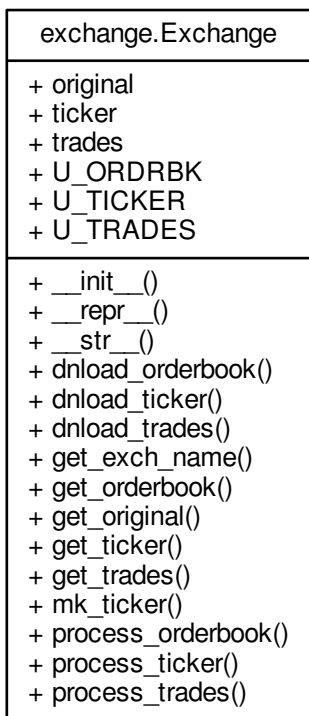 exchange.Exchange
+ original
+ ticker
+ trades
+ U_ORDRBK
+ U_TICKER
+ U_TRADES
+ __init__()
+ __repr__()
+ __str__()
+ dnload_orderbook()
+ dnload_ticker()
+ dnload_trades()
+ get_exch_name()
+ get_orderbook()
+ get_original()
+ get_ticker()
+ get_trades()
+ mk_ticker()
+ process_orderbook()
+ process_ticker()
+ process_trades()